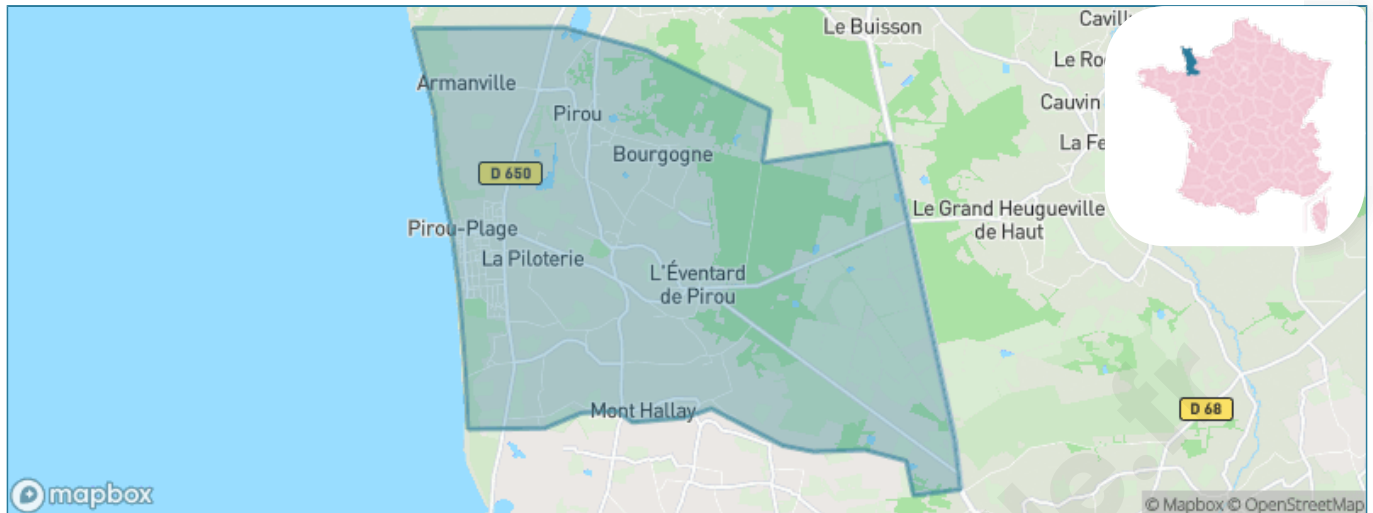 Le Buisson
Cavill
Le Ro
Armanville
Cauvin
Pirou
La Fe
Bourgogne
D 650
Le Grand Heugueville
de Haut
Pirou-Plage
La Piloterie
L'Éventard
de Pirou
Mont Hallay
D 68
mapbox
© Mapbox © OpenStreetMap